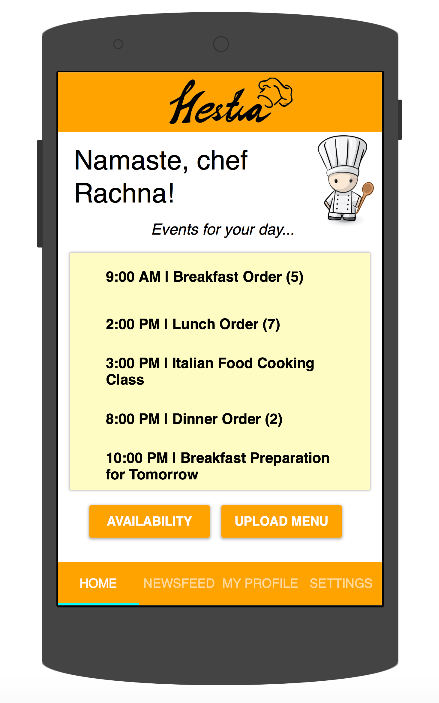 Hestia
Namaste, chef
Rachna!
Events for your day...
9:00 AM | Breakfast Order (5)
2:00 PM | Lunch Order (7)
3:00 PM | Italian Food Cooking
Class
8:00 PM | Dinner Order (2)
10:00 PM | Breakfast Preparation
for Tomorrow
AVAILABILITY UPLOAD MENU
HOME NEWSFEED MY PROFILE SETTINGS